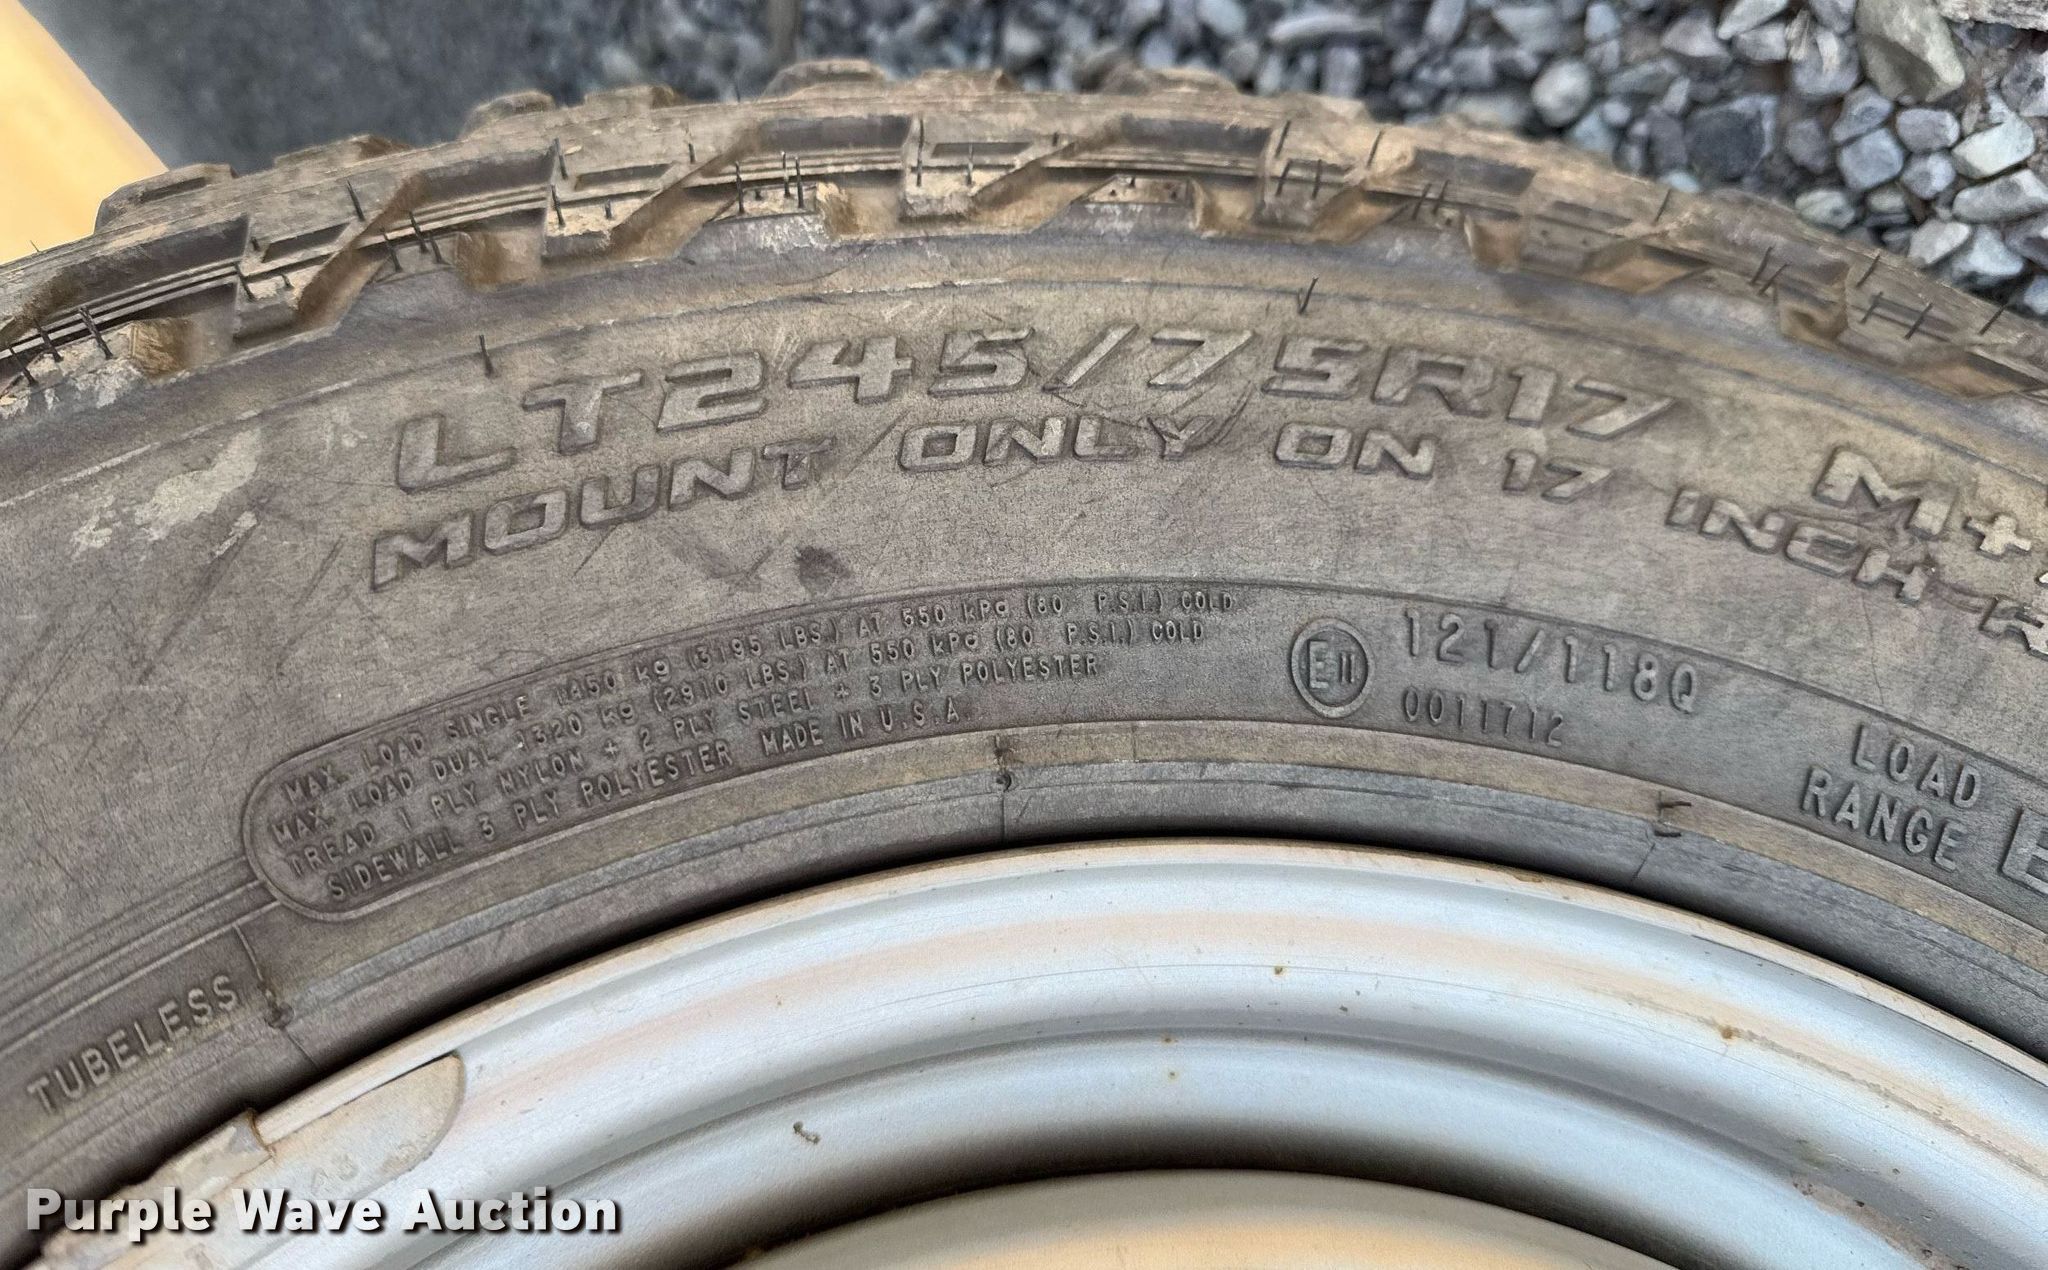 LT245/75R17
M+
MOUNT ONLY ON 17 INCH-R
MAX. LOAD SINGLE 1450 kg (3195 LBS.) AT 550 kPa (80 P.S.I.) COLD
MAX. LOAD DUAL 1320 kg (2910 LBS.) AT 550 kPa (80 P.S.I.) COLD
TREAD 1 PLY NYLON + 2 PLY STEEL + 3 PLY POLYESTER
SIDEWALL 3 PLY POLYESTER MADE IN U.S.A.
E11
121/118Q
0011712
LOAD
RANGE E
TUBELESS
Purple Wave Auction